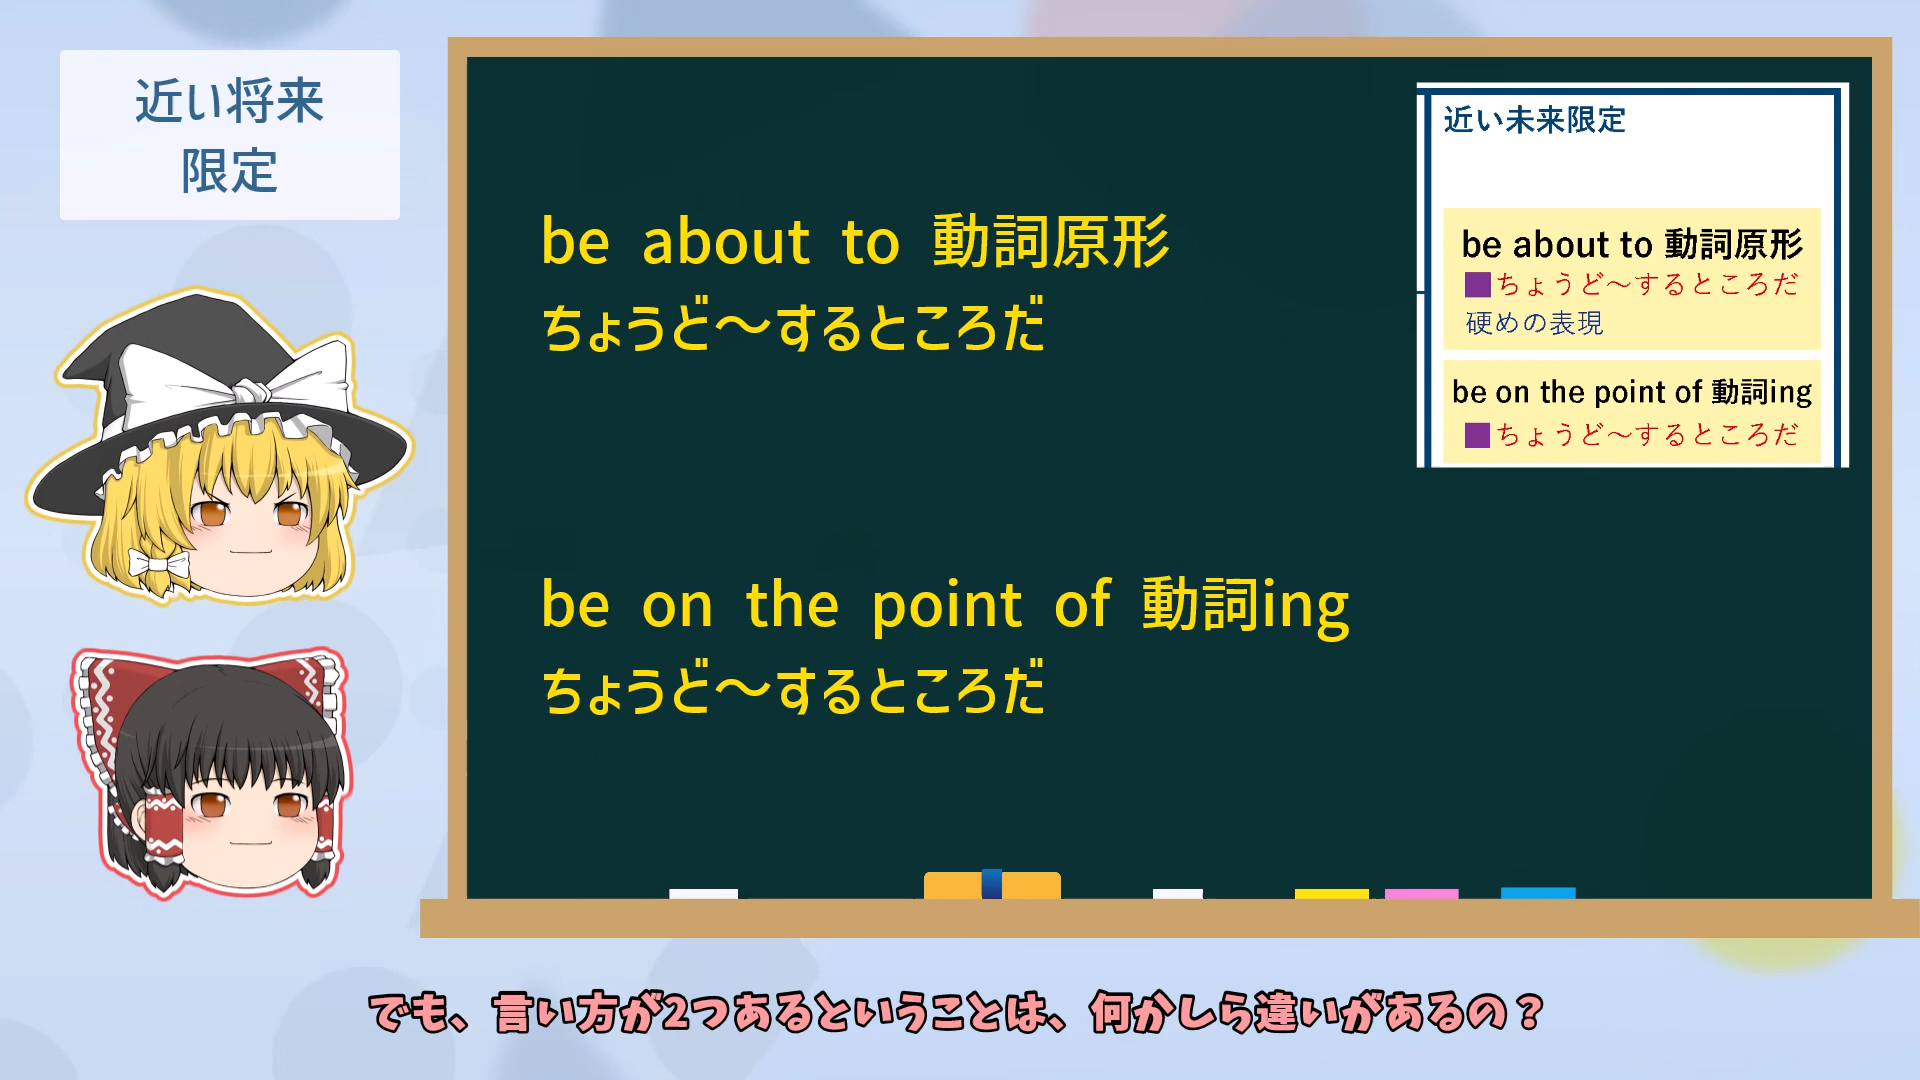 近い将来
限定
be about to 動詞原形
ちょうど～するところだ
be on the point of 動詞ing
ちょうど～するところだ
近い未来限定
be about to 動詞原形
■ちょうど～するところだ
硬めの表現
be on the point of 動詞ing
■ちょうど～するところだ
でも、言い方が2つあるということは、何かしら違いがあるの？